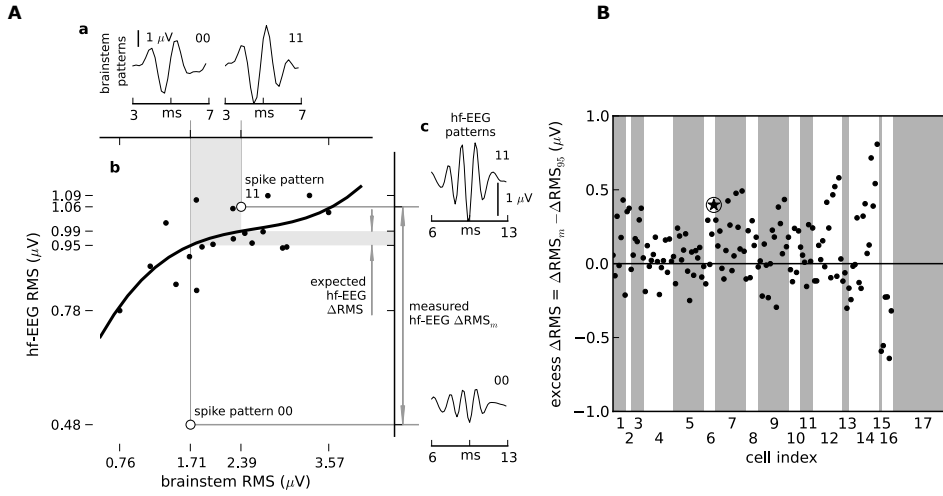 A
B
a
brainstem
patterns
1 μV
00
11
3
ms
7
3
ms
7
c
hf-EEG
patterns
11
1 μV
6
13
b
spike pattern
11
expected
hf-EEG
ΔRMS
measured
hf-EEG ΔRMSm
spike pattern 00
00
6
ms
13
hf-EEG RMS (μV)
1.09
1.06
0.99
0.95
0.78
0.48
0.76
1.71
2.39
3.57
brainstem RMS (μV)
excess ΔRMS = ΔRMSm − ΔRMS95 (μV)
1.0
0.5
0.0
−0.5
−1.0
1
2
3
4
5
6
7
8
9
10
11
12
13
14
15
16
17
cell index